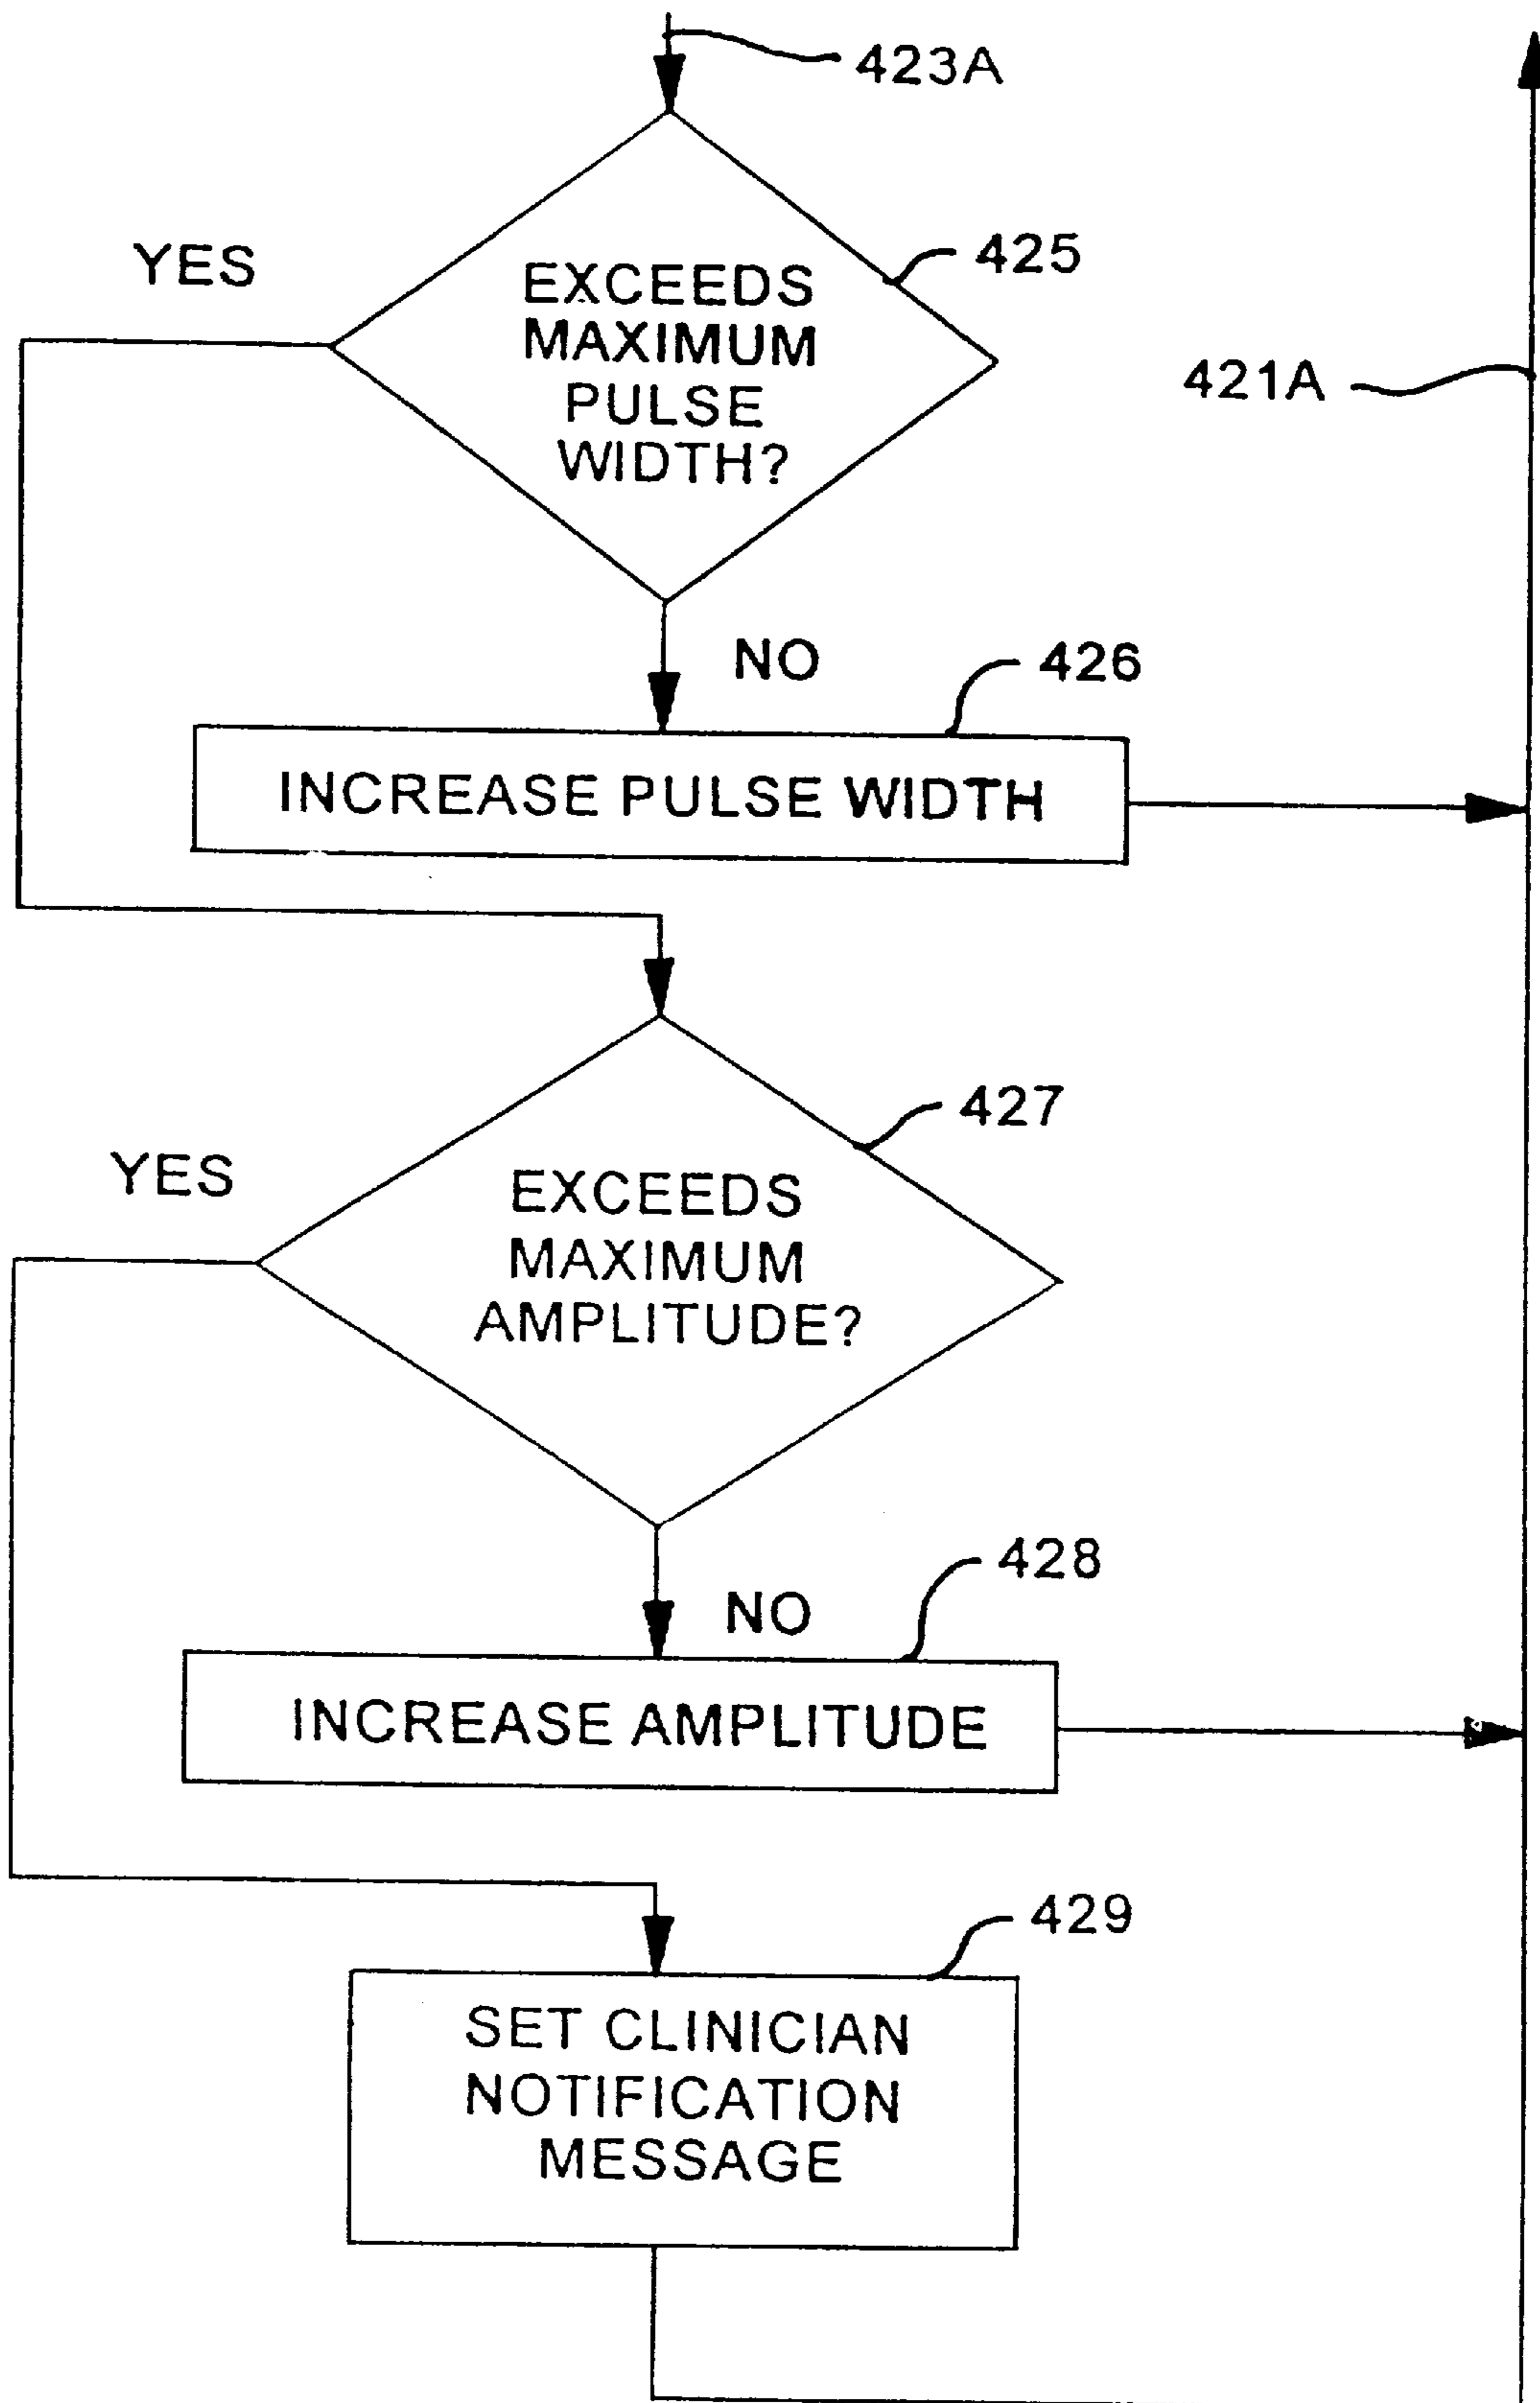 423A
YES
425
EXCEEDS
MAXIMUM
PULSE
WIDTH?
421A
NO
426
INCREASE PULSE WIDTH
427
YES
EXCEEDS
MAXIMUM
AMPLITUDE?
428
NO
INCREASE AMPLITUDE
429
SET CLINICIAN
NOTIFICATION
MESSAGE